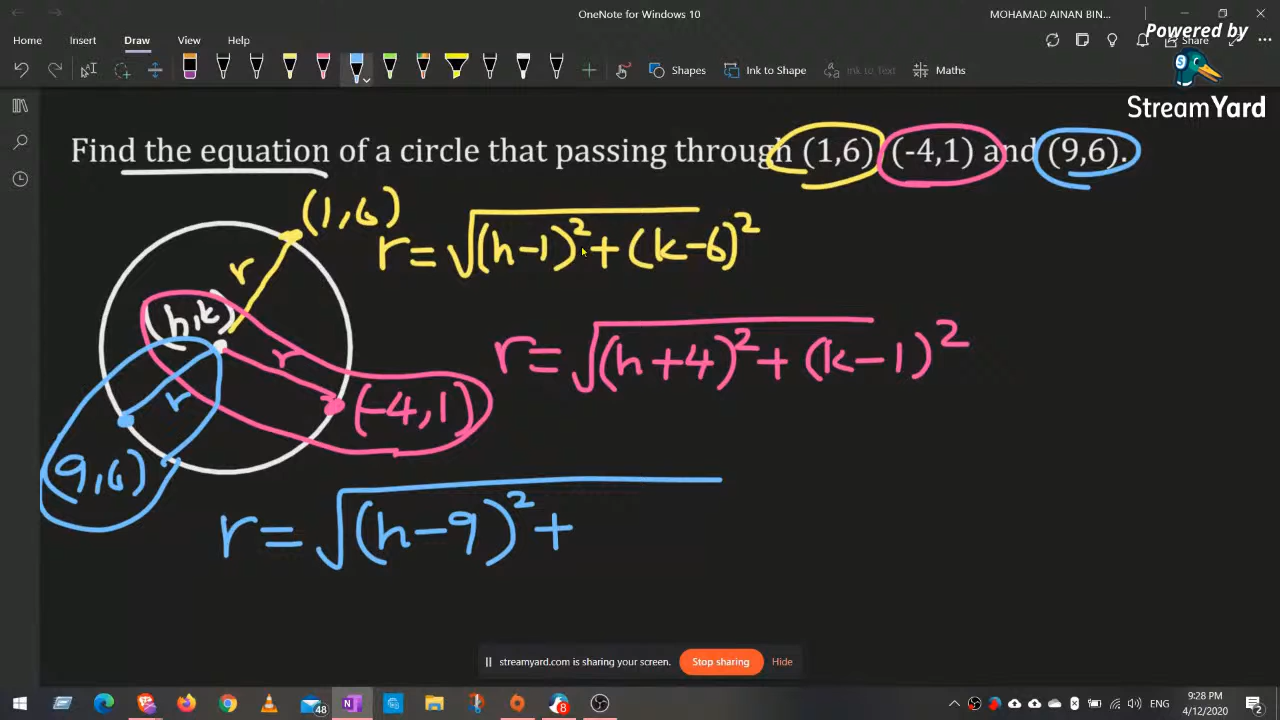 OneNote for Windows 10
MOHAMAD AINAN BIN...
Powered by
Home Insert Draw View Help
Share
Shapes Ink to Shape Ink to Text Maths
StreamYard
Find the equation of a circle that passing through (1,6) (-4,1) and (9,6).
(1,6)
r = √(h-1)²+(k-6)²
r
(h,k)
r
r = √(h+4)²+(k-1)²
r
(-4,1)
9,6)
r = √(h-9)²+
streamyard.com is sharing your screen. Stop sharing Hide
48
8
ENG
9:28 PM
4/12/2020